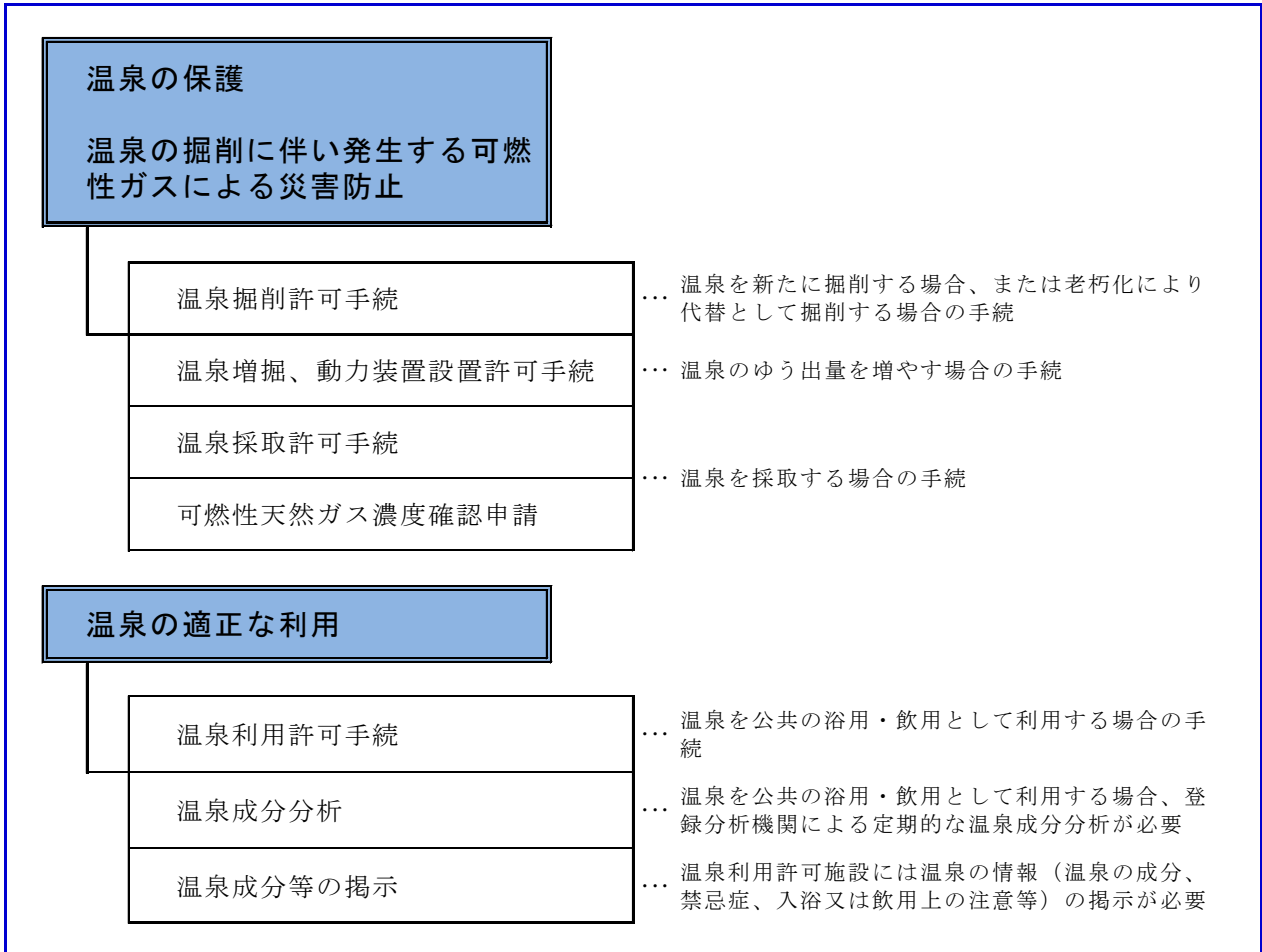 温泉の保護
温泉の掘削に伴い発生する可燃
性ガスによる災害防止
温泉掘削許可手続
… 温泉を新たに掘削する場合、または老朽化により
代替として掘削する場合の手続
温泉増掘、動力装置設置許可手続
… 温泉のゆう出量を増やす場合の手続
温泉採取許可手続
… 温泉を採取する場合の手続
可燃性天然ガス濃度確認申請
温泉の適正な利用
温泉利用許可手続
… 温泉を公共の浴用・飲用として利用する場合の手
続
温泉成分分析
… 温泉を公共の浴用・飲用として利用する場合、登
録分析機関による定期的な温泉成分分析が必要
温泉成分等の掲示
… 温泉利用許可施設には温泉の情報（温泉の成分、
禁忌症、入浴又は飲用上の注意等）の掲示が必要